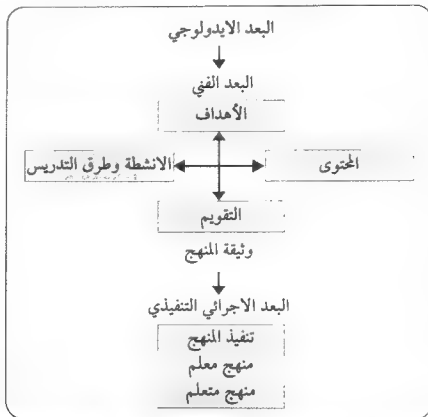 البعد الايدولوجي
البعد الفني
الأهداف
المحتوى
الانشطة وطرق التدريس
التقويم
وثيقة المنهج
البعد الاجرائي التنفيذي
تنفيذ المنهج
منهج معلم
منهج متعلم